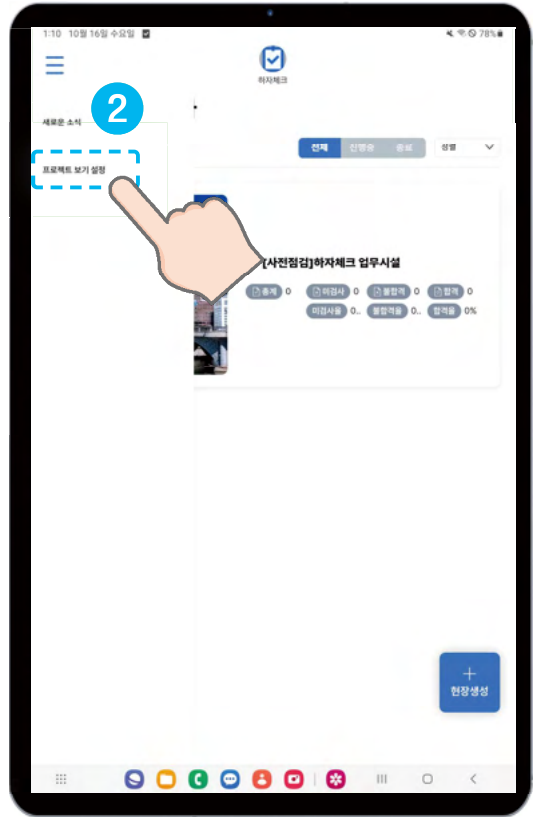 1:10 10월 16일 수요일
78%
하자체크
2
새로운 소식
전체 진행중 종료 정렬
프로젝트 보기 설정
[사전점검]하자체크 업무시설
총계 0 미검사 0 불합격 0 합격 0
미검사율 0.. 불합격율 0.. 합격율 0%
+
현장생성